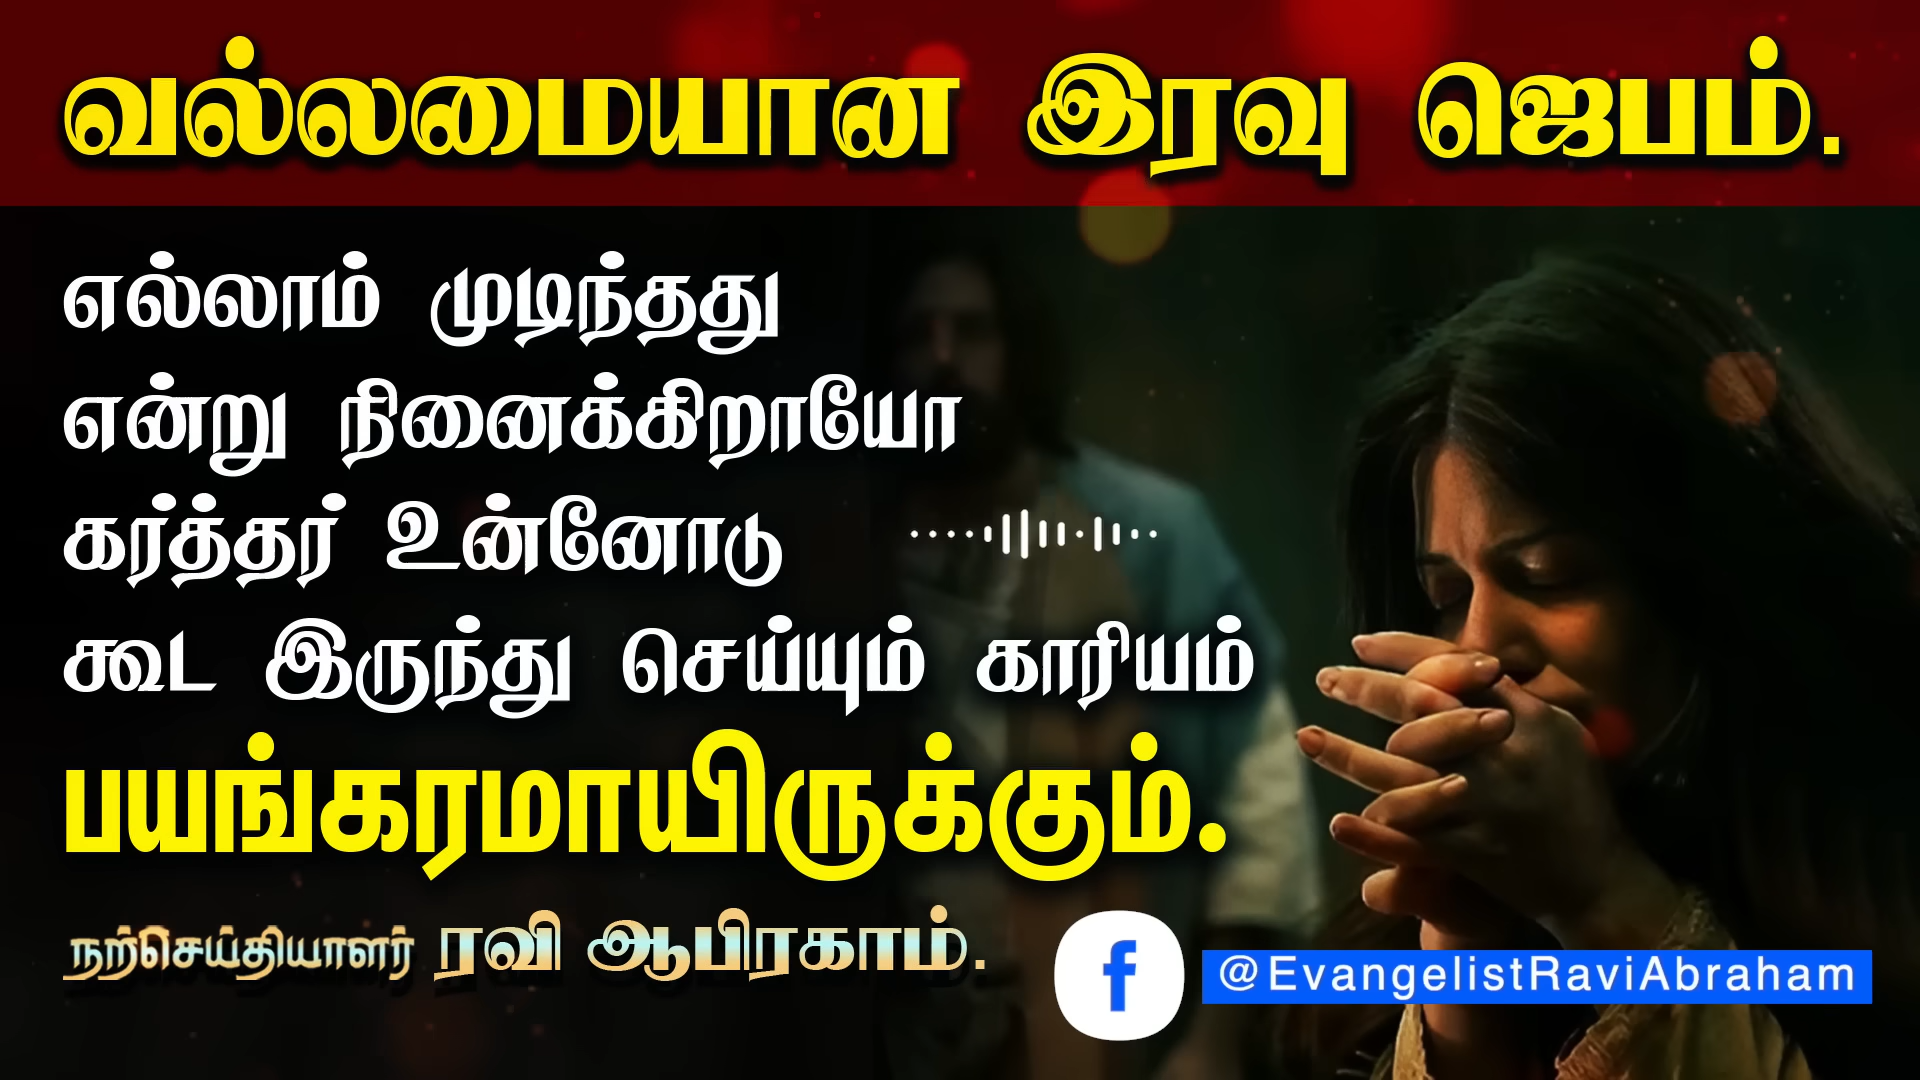 வல்லமையான இரவு ஜெபம்.
எல்லாம் முடிந்தது
என்று நினைக்கிறாயோ
கர்த்தர் உன்னோடு
கூட இருந்து செய்யும் காரியம்
பயங்கரமாயிருக்கும்.
நற்செய்தியாளர் ரவி ஆபிரகாம்.
f @EvangelistRaviAbraham